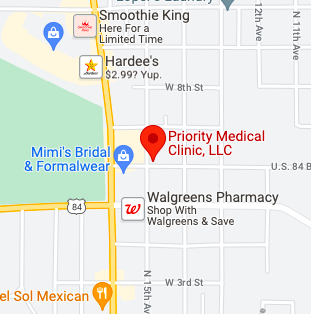 Laundry
Smoothie King
Here For a
Limited Time
12th Ave
N 11th Ave
Hardee's
$2.99? Yup.
W 8th St
Priority Medical
Clinic, LLC
Mimi's Bridal
& Formalwear
U.S. 84 B
84
Walgreens Pharmacy
Shop With
Walgreens & Save
N 15th Ave
W 3rd St
el Sol Mexican